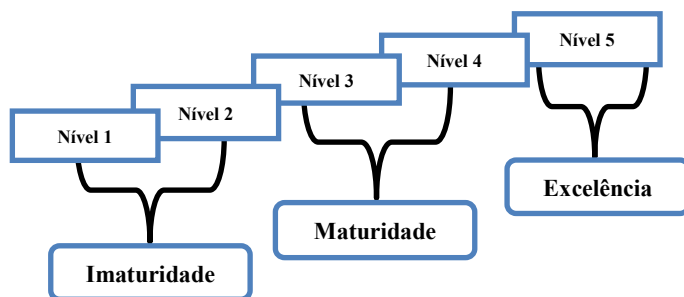 Nível 1
Nível 2
Nível 3
Nível 4
Nível 5
Imaturidade
Maturidade
Excelência